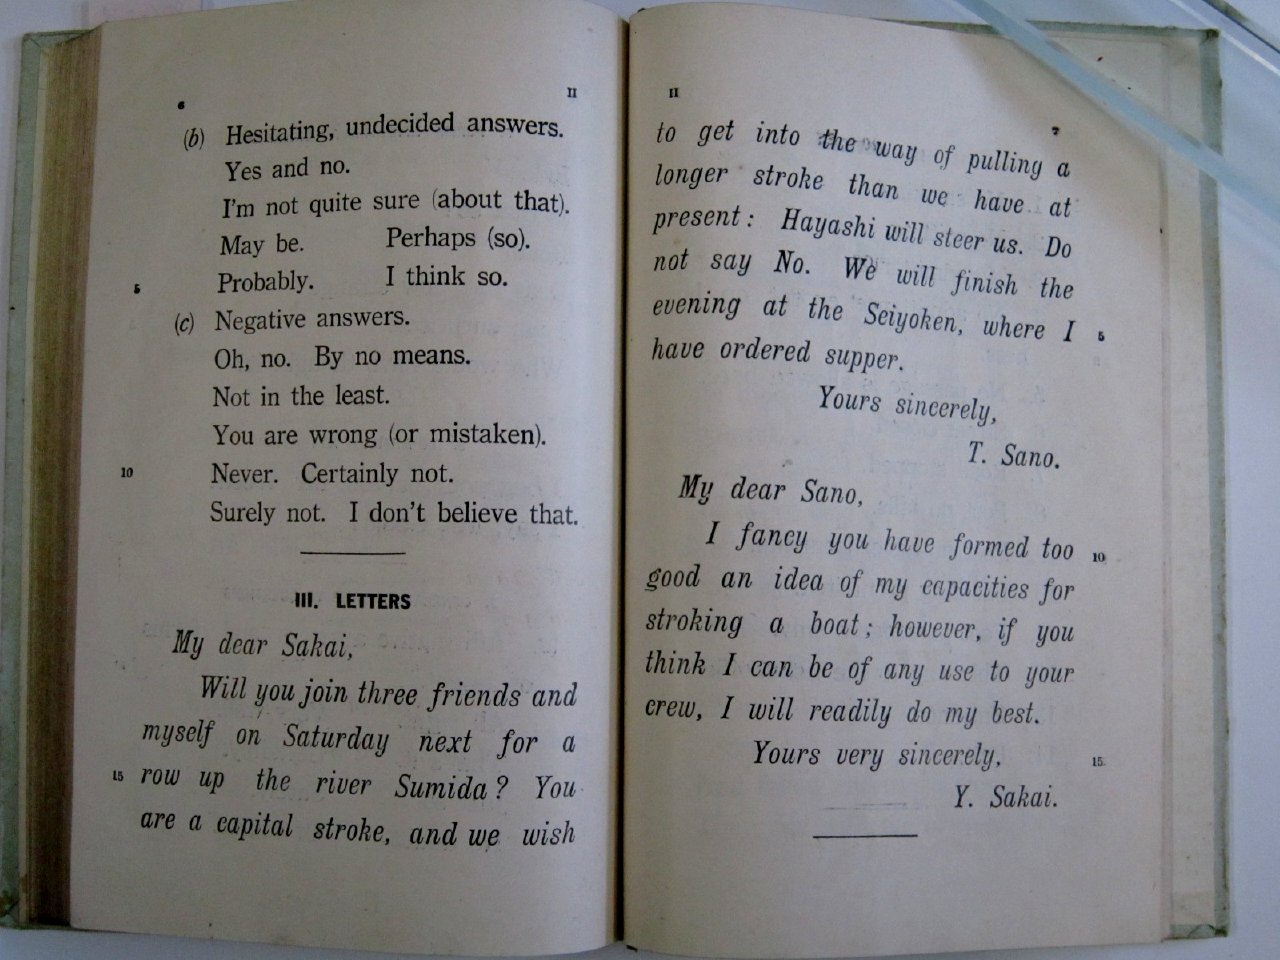 6 II
(b) Hesitating, undecided answers.
Yes and no.
I'm not quite sure (about that).
May be. Perhaps (so).
5 Probably. I think so.
(c) Negative answers.
Oh, no. By no means.
Not in the least.
You are wrong (or mistaken).
10 Never. Certainly not.
Surely not. I don't believe that.
III. LETTERS
My dear Sakai,
Will you join three friends and
myself on Saturday next for a
15 row up the river Sumida? You
are a capital stroke, and we wish
II 7
to get into the way of pulling a
longer stroke than we have at
present: Hayashi will steer us. Do
not say No. We will finish the
evening at the Seiyoken, where I 5
have ordered supper.
Yours sincerely,
T. Sano.
My dear Sano,
I fancy you have formed too 10
good an idea of my capacities for
stroking a boat; however, if you
think I can be of any use to your
crew, I will readily do my best.
Yours very sincerely, 15
Y. Sakai.